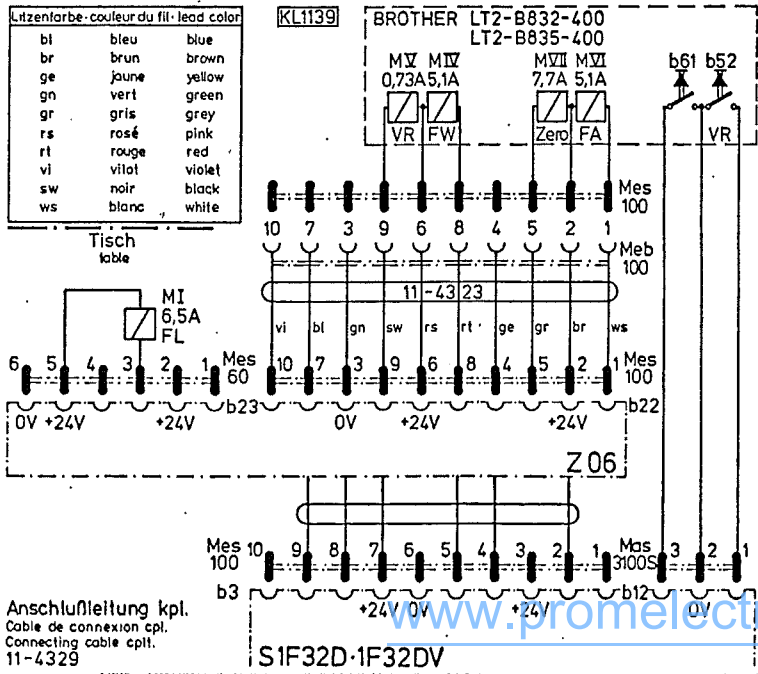 Litzenfarbe·couleur du fil·lead color
bl bleu blue
br brun brown
ge jaune yellow
gn vert green
gr gris grey
rs rosé pink
rt rouge red
vi vilot violet
sw noir black
ws blanc white
KL1139
BROTHER LT2-B832-400
LT2-B835-400
MV MIV MVII MVI b61 b52
0,73A 5,1A 7,7A 5,1A
VR FW Zero FA VR
Mes
100
10 7 3 9 6 8 4 5 2 1
Meb
100
Tisch
table
11-4323
MI
6,5A
FL
vi bl gn sw rs rt ge gr br ws
6 5 4 3 2 1 Mes
60
10 7 3 9 6 8 4 5 2 1 Mes
100
0V +24V +24V b23 0V +24V +24V b22
Z06
Mes
100
10 9 8 7 6 5 4 3 2 1 Mas
3100S
3 2 1
b3 +24V 0V +24V b12 0V
www.promelecti
Anschlußleitung kpl.
Cable de connexion cpl.
Connecting cable cplt.
11-4329
S1F32D·1F32DV